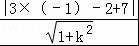 |3×（-1）-2+7|
√1+k²